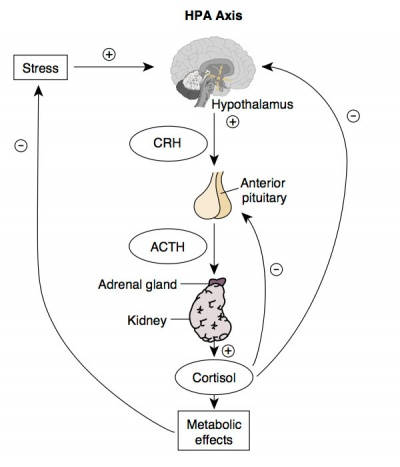 HPA Axis
Stress
+
Hypothalamus
+
−
−
CRH
Anterior
pituitary
ACTH
−
Adrenal gland
Kidney
+
Cortisol
Metabolic
effects